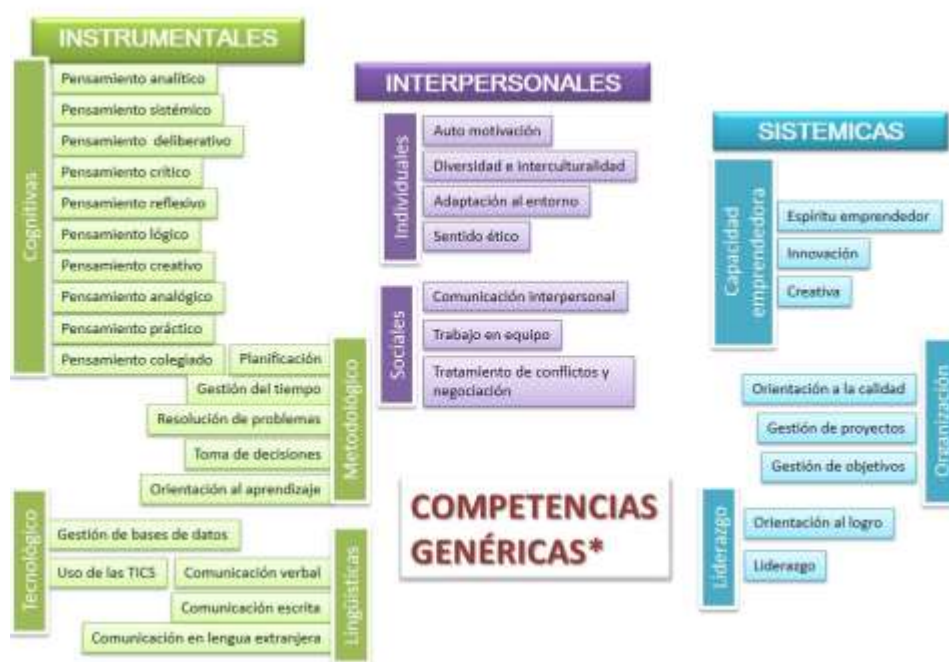 INSTRUMENTALES
Cognitivas
Pensamiento analítico
Pensamiento sistémico
Pensamiento deliberativo
Pensamiento crítico
Pensamiento reflexivo
Pensamiento lógico
Pensamiento creativo
Pensamiento analógico
Pensamiento práctico
Pensamiento colegiado
Metodológico
Planificación
Gestión del tiempo
Resolución de problemas
Toma de decisiones
Orientación al aprendizaje
Tecnológico
Gestión de bases de datos
Uso de las TICS
Lingüísticas
Comunicación verbal
Comunicación escrita
Comunicación en lengua extranjera
INTERPERSONALES
Individuales
Auto motivación
Diversidad e interculturalidad
Adaptación al entorno
Sentido ético
Sociales
Comunicación interpersonal
Trabajo en equipo
Tratamiento de conflictos y
negociación
SISTEMICAS
Capacidad
emprendedora
Espíritu emprendedor
Innovación
Creativa
Organización
Orientación a la calidad
Gestión de proyectos
Gestión de objetivos
Liderazgo
Orientación al logro
Liderazgo
COMPETENCIAS
GENÉRICAS*